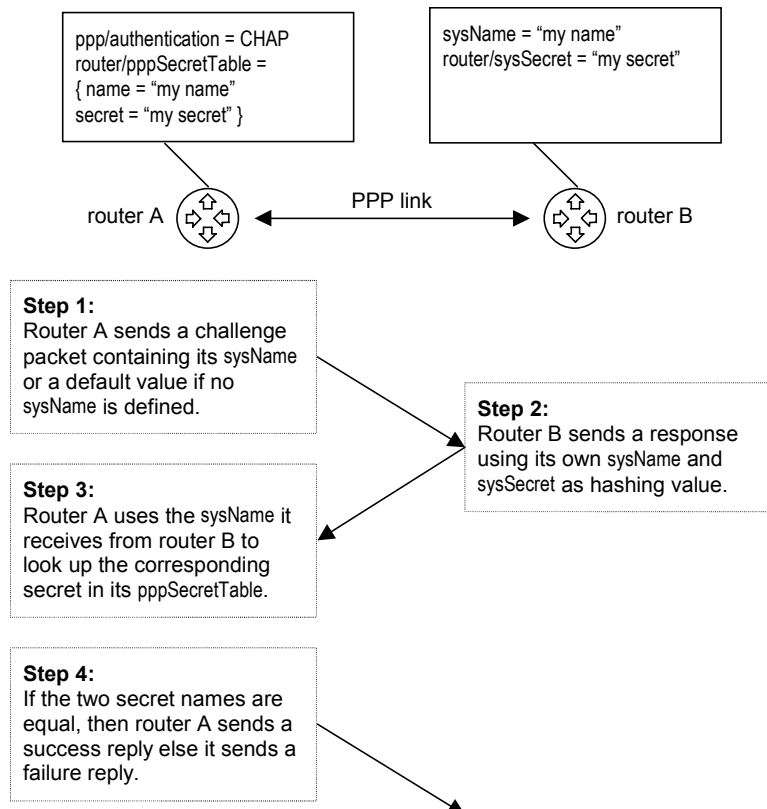 ppp/authentication = CHAP
router/pppSecretTable =
{ name = “my name”
secret = “my secret” }
sysName = “my name”
router/sysSecret = “my secret”
router A
PPP link
router B
Step 1:
Router A sends a challenge
packet containing its sysName
or a default value if no
sysName is defined.
Step 2:
Router B sends a response
using its own sysName and
sysSecret as hashing value.
Step 3:
Router A uses the sysName it
receives from router B to
look up the corresponding
secret in its pppSecretTable.
Step 4:
If the two secret names are
equal, then router A sends a
success reply else it sends a
failure reply.